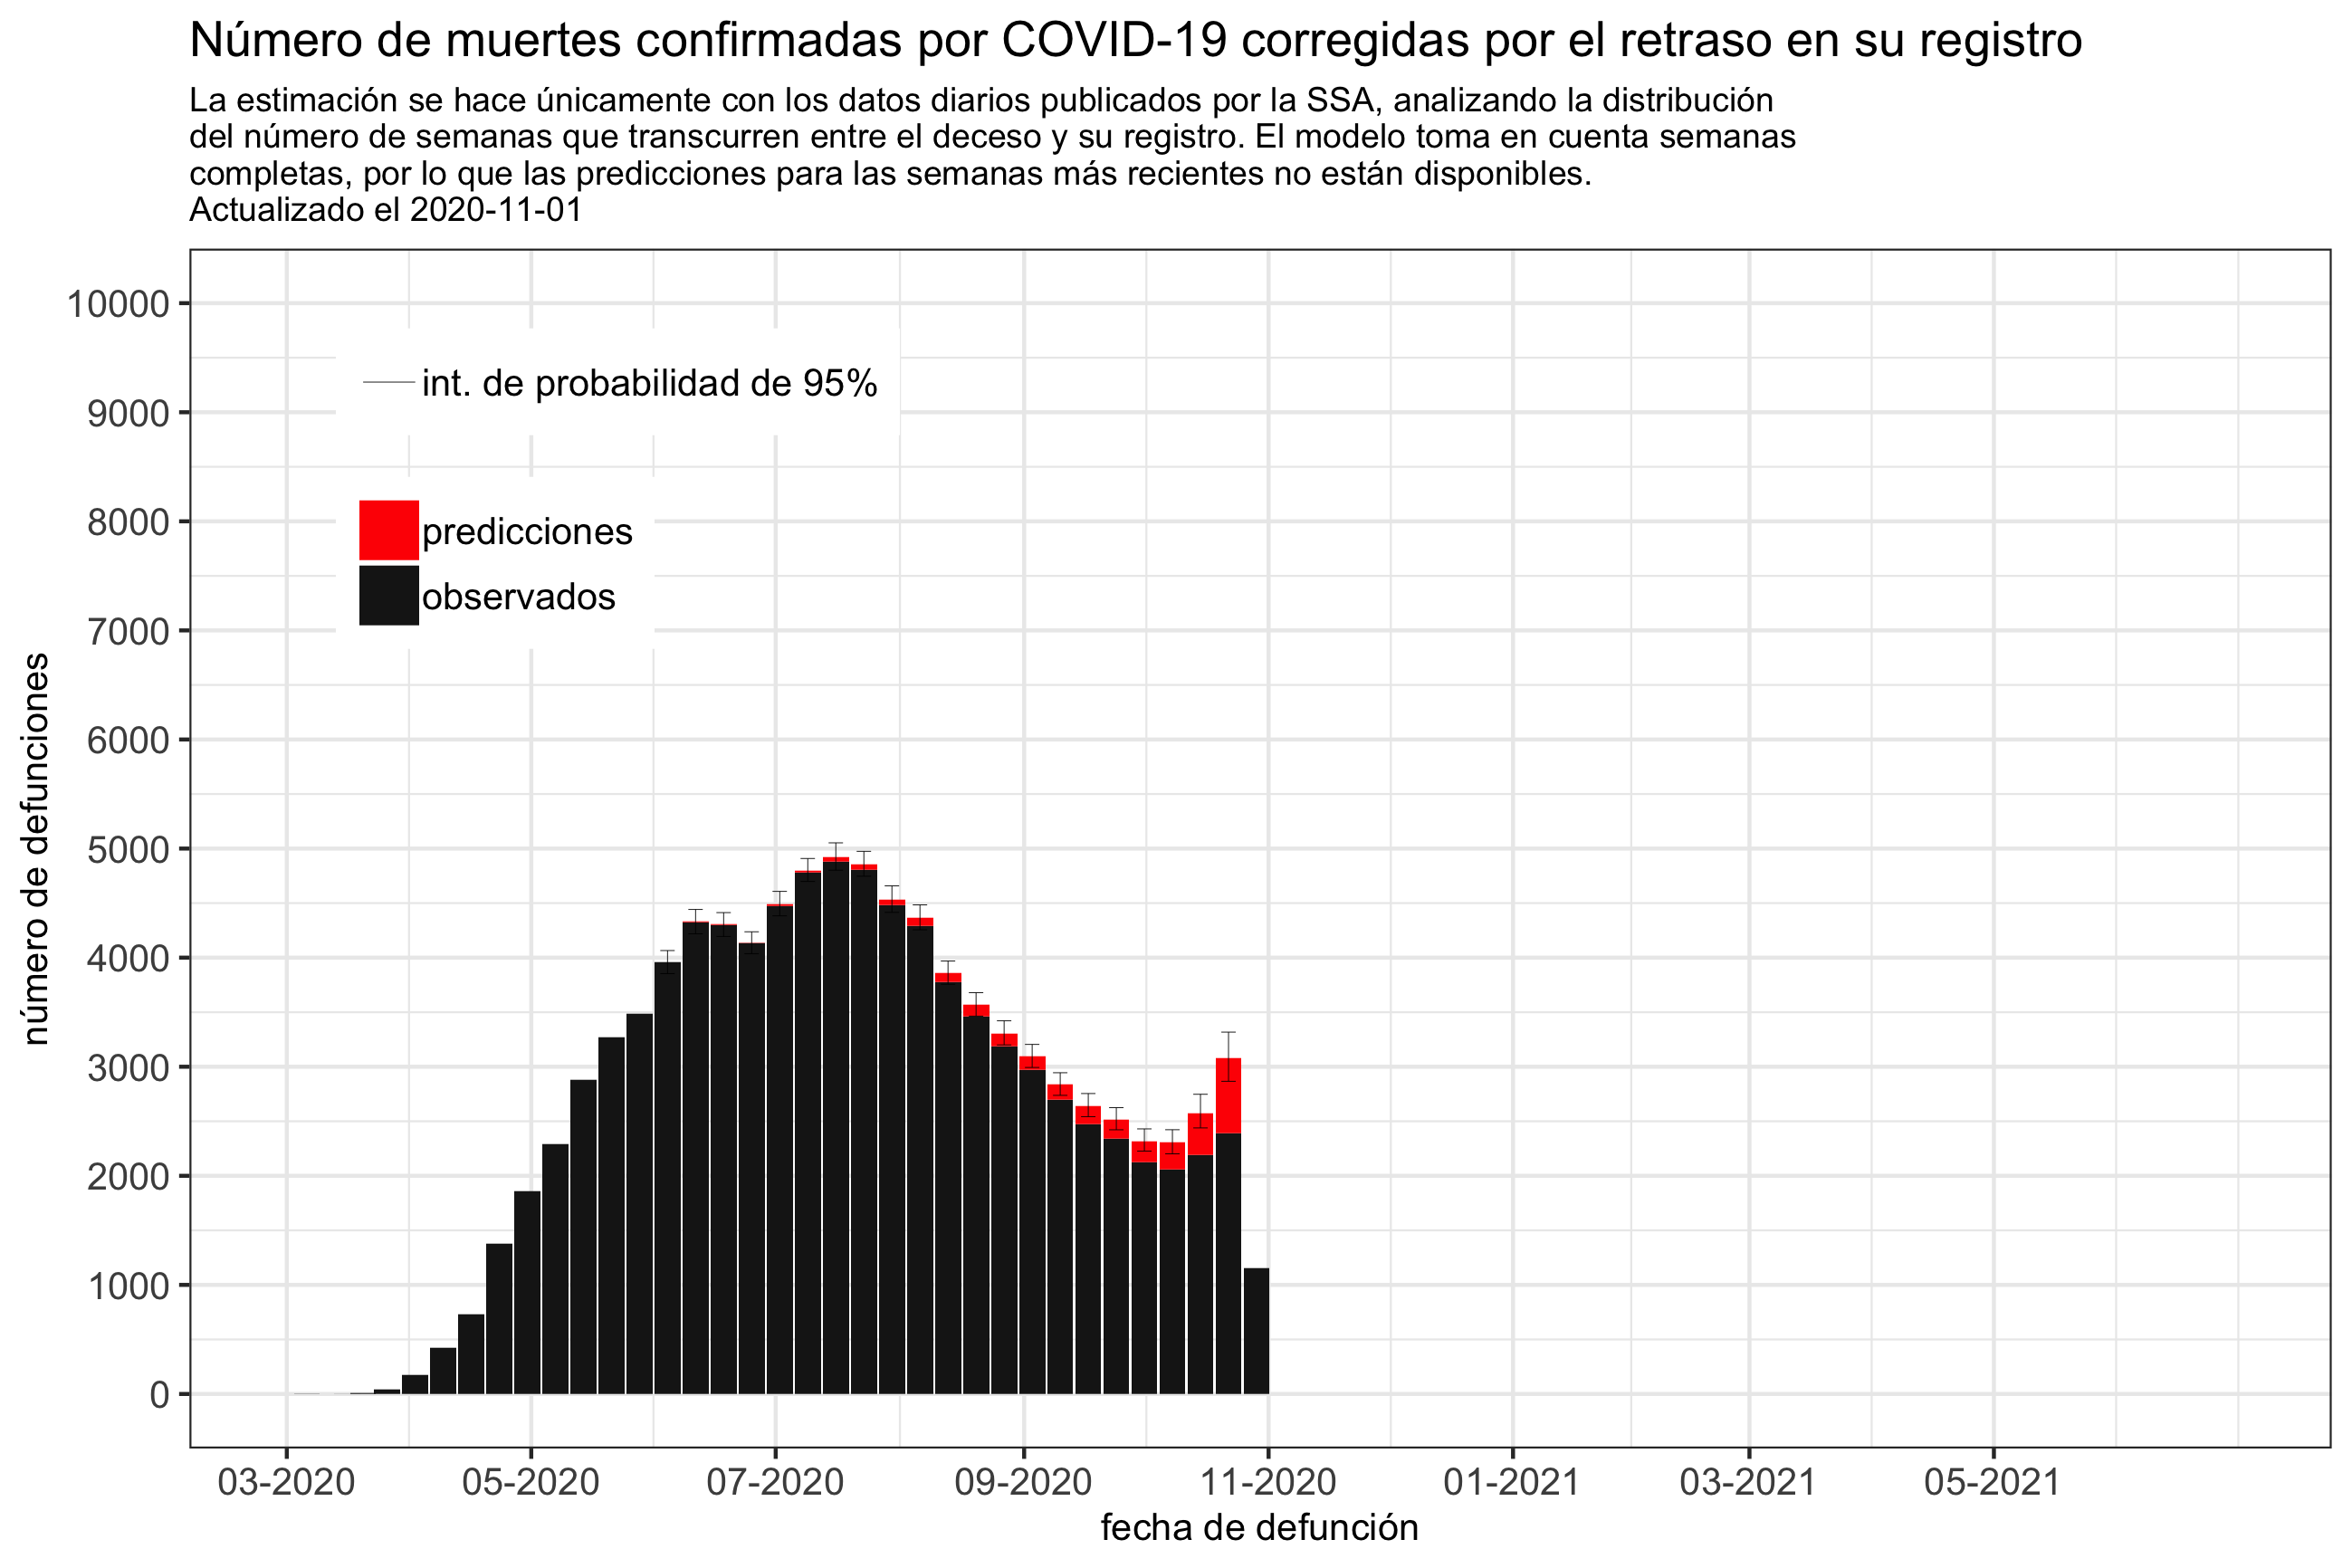 Número de muertes confirmadas por COVID-19 corregidas por el retraso en su registro
La estimación se hace únicamente con los datos diarios publicados por la SSA, analizando la distribución
del número de semanas que transcurren entre el deceso y su registro. El modelo toma en cuenta semanas
completas, por lo que las predicciones para las semanas más recientes no están disponibles.
Actualizado el 2020-11-01
10000
9000
8000
7000
6000
5000
4000
3000
2000
1000
0
número de defunciones
int. de probabilidad de 95%
predicciones
observados
03-2020 05-2020 07-2020 09-2020 11-2020 01-2021 03-2021 05-2021
fecha de defunción